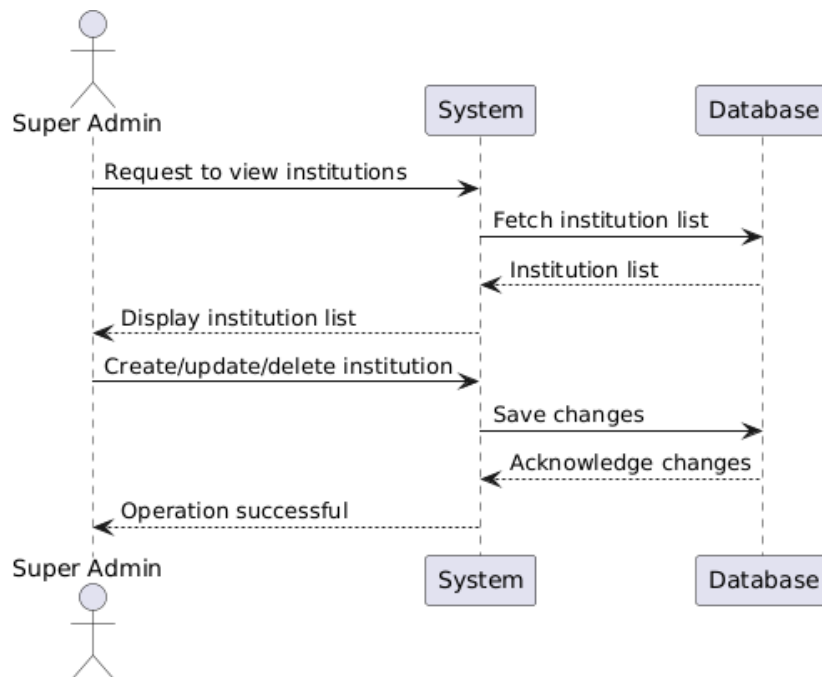 Super Admin
System
Database
Request to view institutions
Fetch institution list
Institution list
Display institution list
Create/update/delete institution
Save changes
Acknowledge changes
Operation successful
Super Admin
System
Database